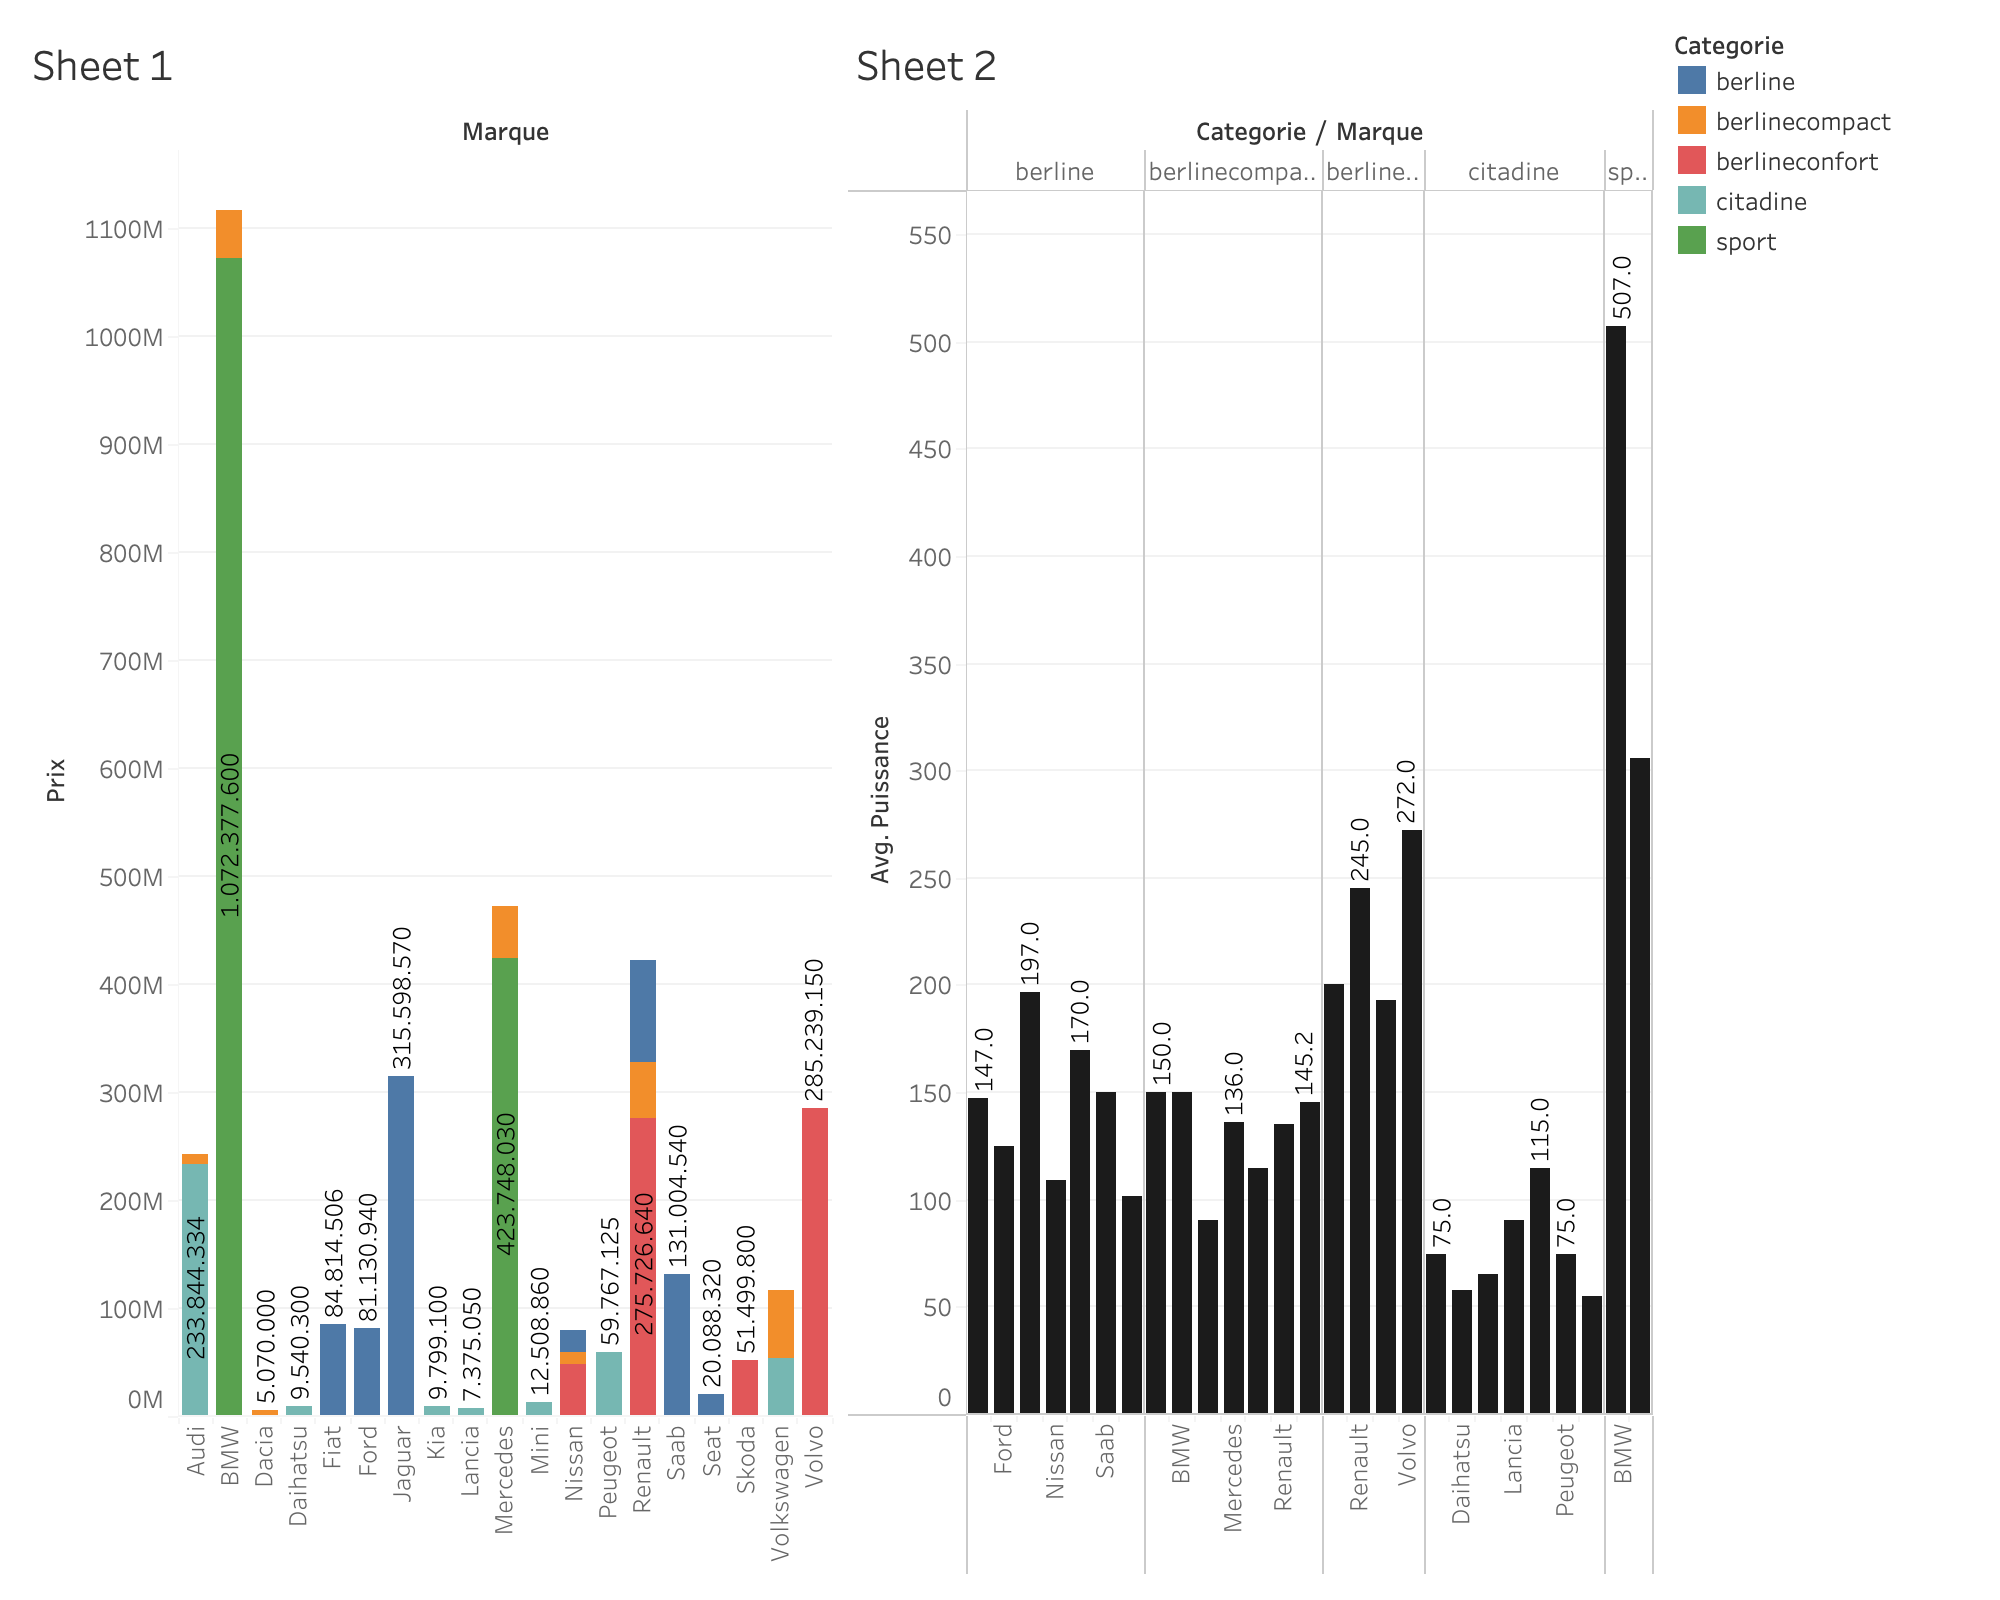 Sheet 1
Marque
Prix
1100M
1000M
900M
800M
700M
600M
500M
400M
300M
200M
100M
0M
233.844.334
1.072.377.600
5.070.000
9.540.300
84.814.506
81.130.940
315.598.570
9.799.100
7.375.050
423.748.030
12.508.860
59.767.125
275.726.640
131.004.540
20.088.320
51.499.800
285.239.150
Audi
BMW
Dacia
Daihatsu
Fiat
Ford
Jaguar
Kia
Lancia
Mercedes
Mini
Nissan
Peugeot
Renault
Saab
Seat
Skoda
Volkswagen
Volvo
Sheet 2
Categorie / Marque
berline
berlinecompa..
berline..
citadine
sp..
Avg. Puissance
550
500
450
400
350
300
250
200
150
100
50
0
147.0
197.0
170.0
150.0
136.0
145.2
245.0
272.0
75.0
115.0
75.0
507.0
Ford
Nissan
Saab
BMW
Mercedes
Renault
Renault
Volvo
Daihatsu
Lancia
Peugeot
BMW
Categorie
berline
berlinecompact
berlineconfort
citadine
sport